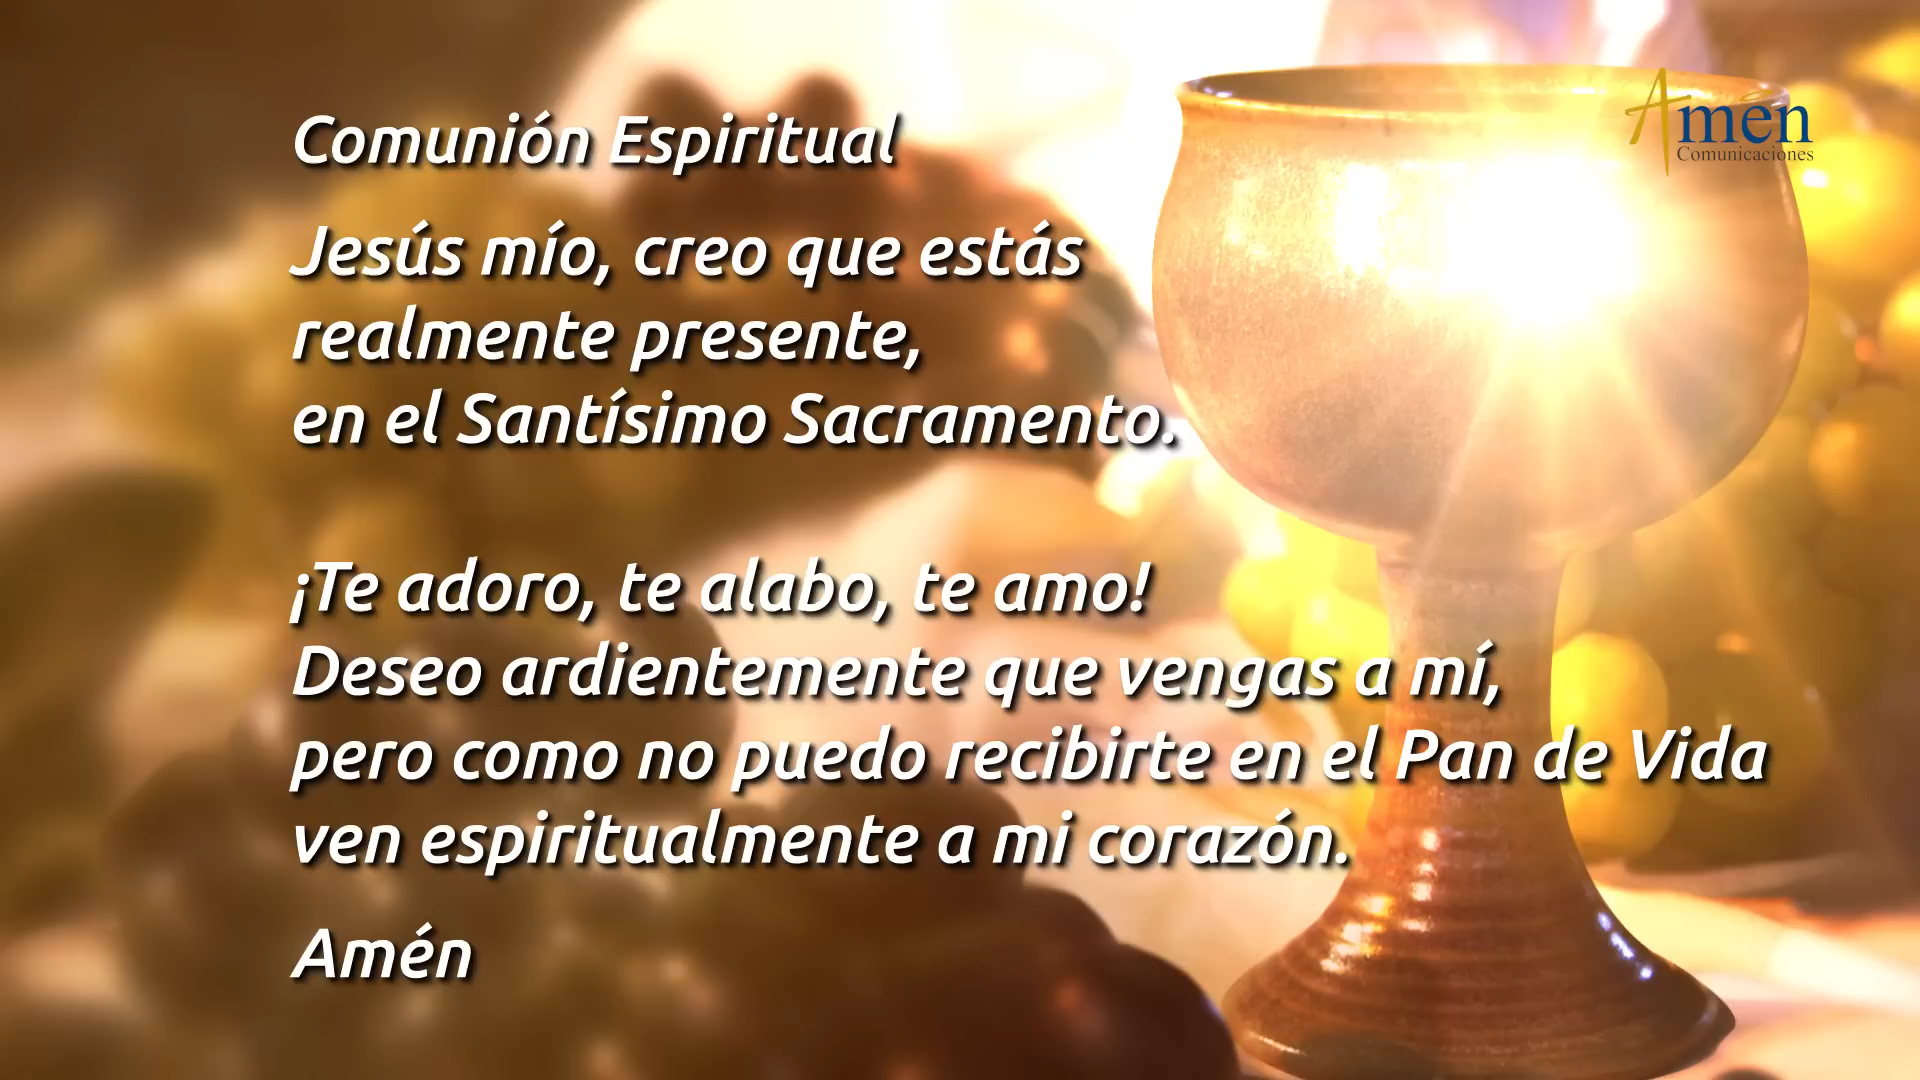 Comunión Espiritual
Jesús mío, creo que estás
realmente presente,
en el Santísimo Sacramento.
¡Te adoro, te alabo, te amo!
Deseo ardientemente que vengas a mí,
pero como no puedo recibirte en el Pan de Vida
ven espiritualmente a mi corazón.
Amén
Amén
Comunicaciones